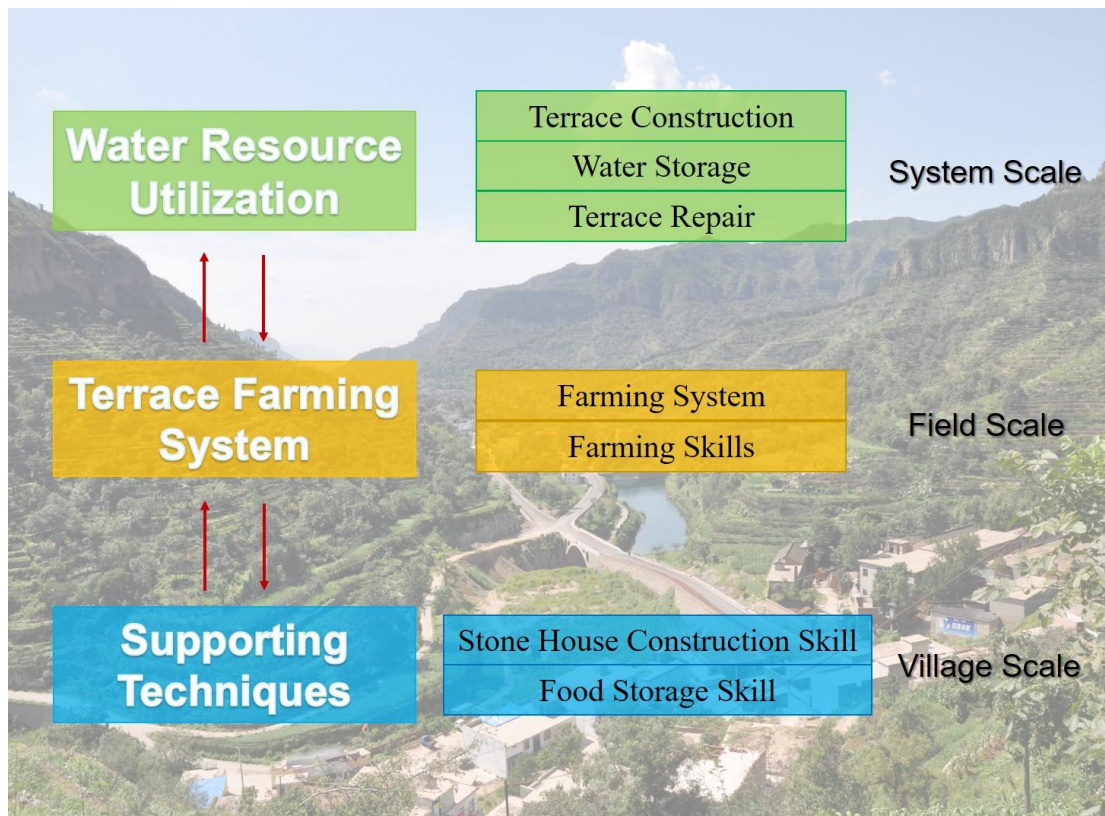 Water Resource
Utilization
Terrace Construction
Water Storage
Terrace Repair
System Scale
Terrace Farming
System
Farming System
Farming Skills
Field Scale
Supporting
Techniques
Stone House Construction Skill
Food Storage Skill
Village Scale